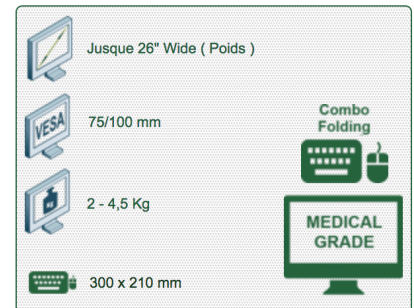 Jusque 26" Wide ( Poids )
VESA
75/100 mm
Combo
Folding
KG
2 - 4,5 Kg
MEDICAL
GRADE
300 x 210 mm